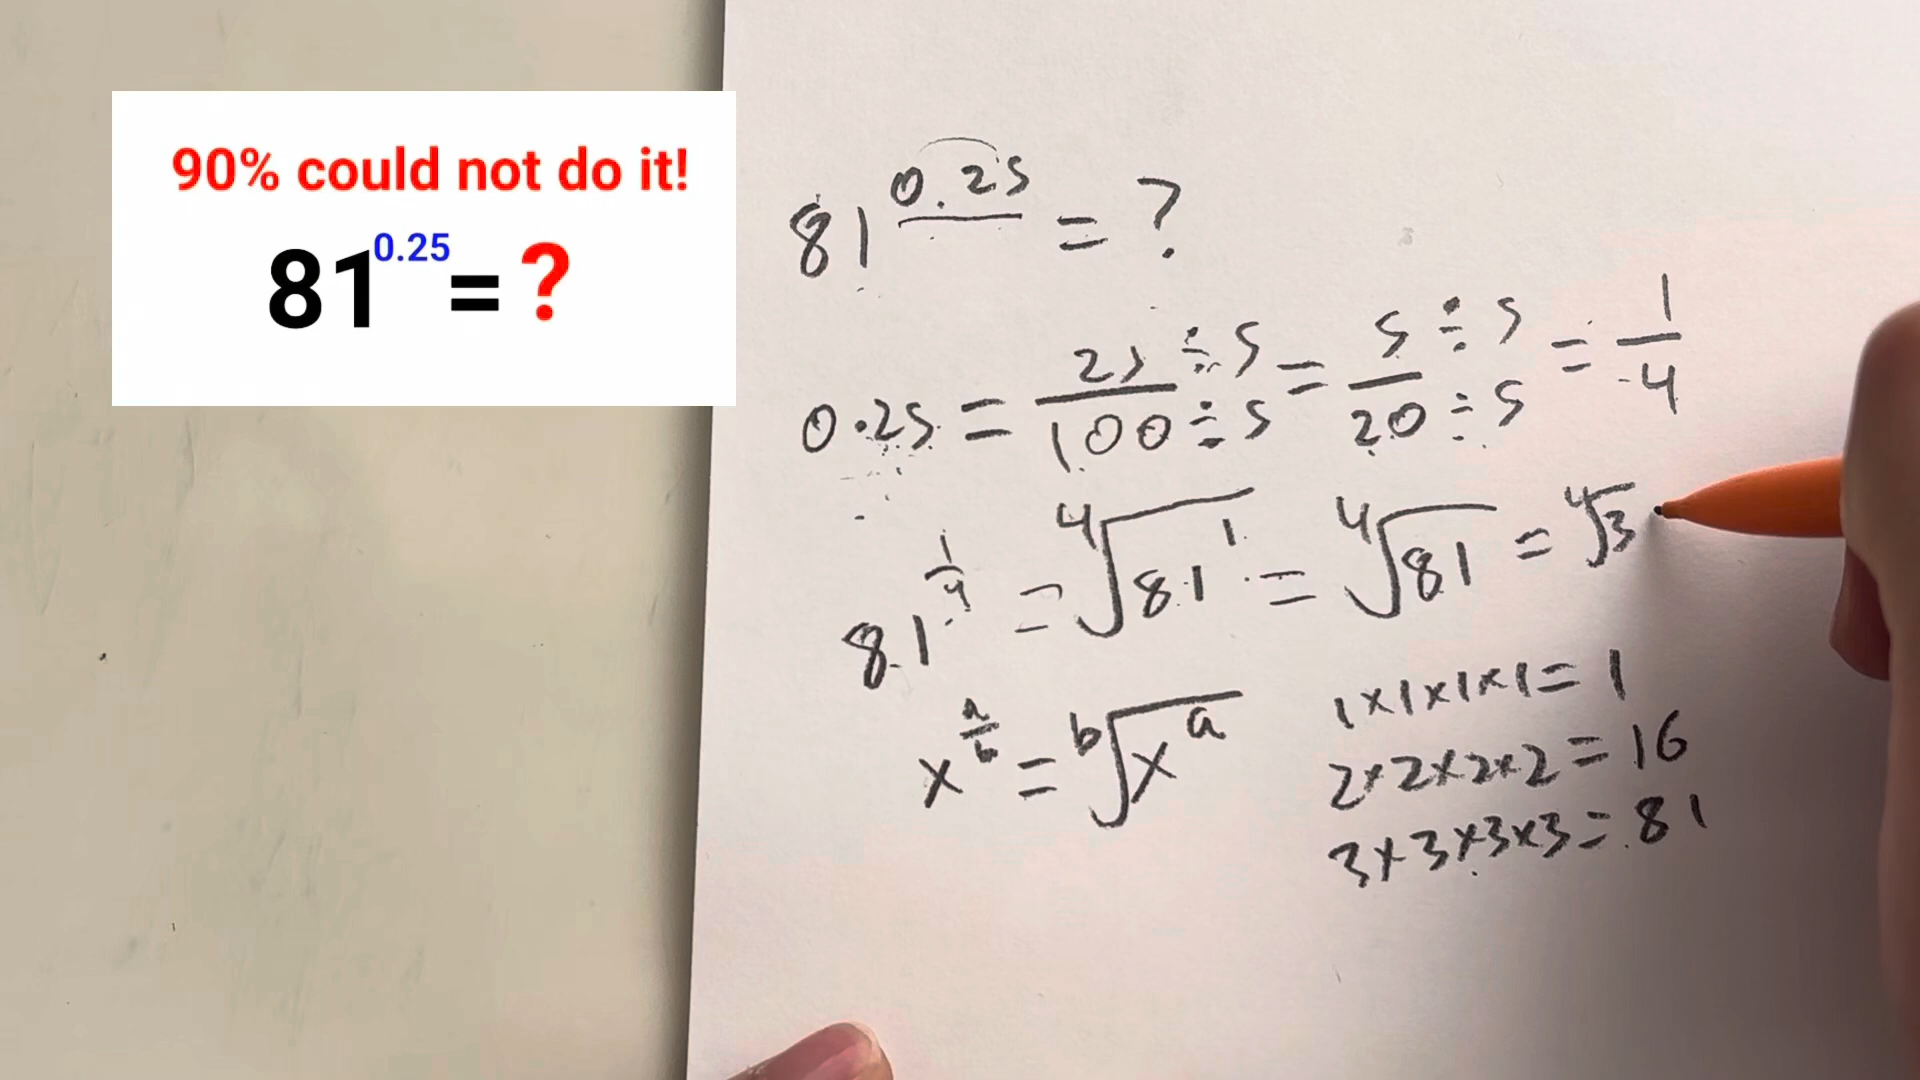 90% could not do it!
81^0.25 = ?
81^0.25 = ?
0.25 = 25 ÷ 5 / 100 ÷ 5 = 5 ÷ 5 / 20 ÷ 5 = 1/4
81^1/4 = ⁴√81¹ = ⁴√81 = ⁴√3
x^a/b = ᵇ√x^a
1×1×1×1=1
2×2×2×2=16
3×3×3×3=81